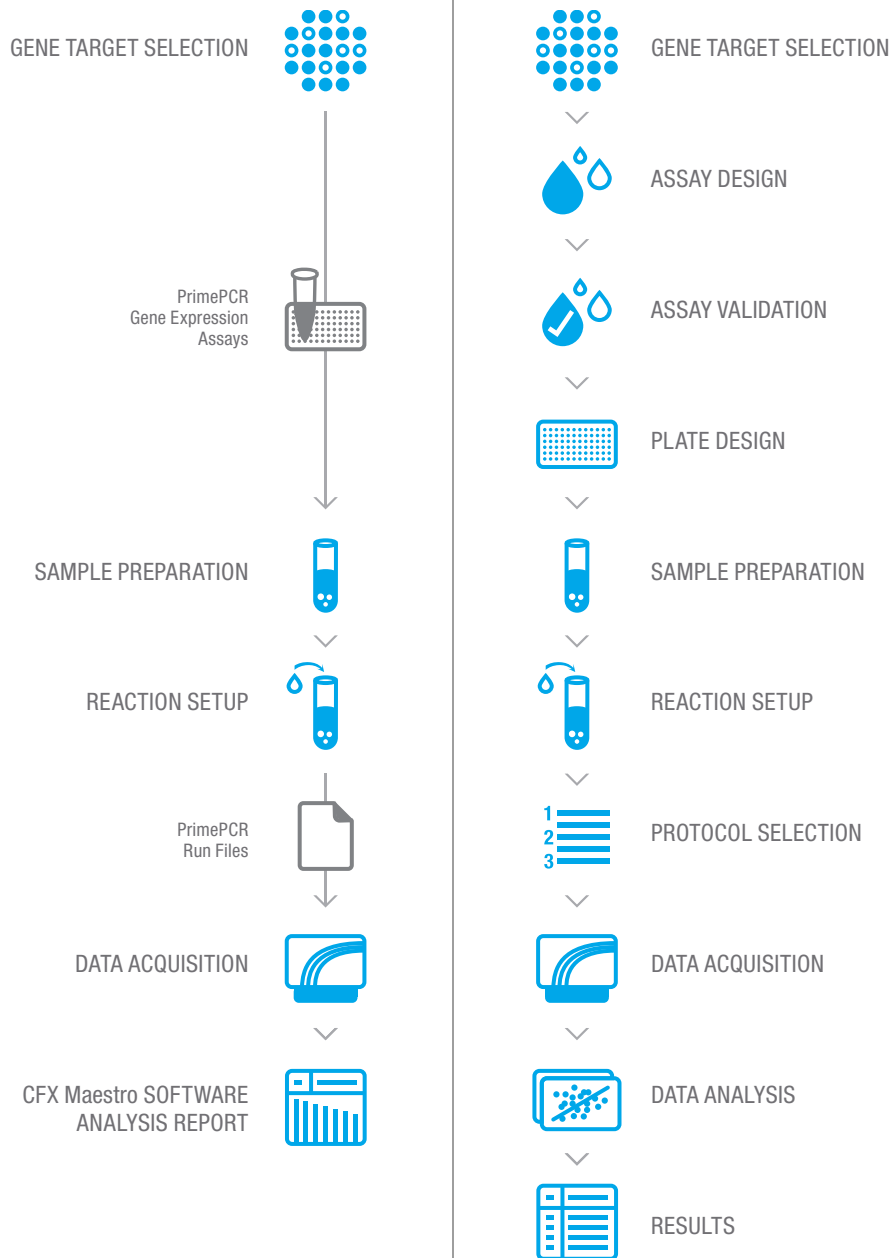 GENE TARGET SELECTION
PrimePCR
Gene Expression
Assays
SAMPLE PREPARATION
REACTION SETUP
PrimePCR
Run Files
DATA ACQUISITION
CFX Maestro SOFTWARE
ANALYSIS REPORT
GENE TARGET SELECTION
ASSAY DESIGN
ASSAY VALIDATION
PLATE DESIGN
SAMPLE PREPARATION
REACTION SETUP
1
2
3
PROTOCOL SELECTION
DATA ACQUISITION
DATA ANALYSIS
RESULTS